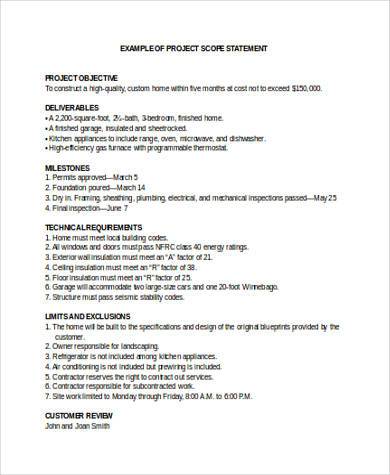 EXAMPLE OF PROJECT SCOPE STATEMENT
PROJECT OBJECTIVE
To construct a high-quality, custom home within five months at cost not to exceed $150,000.
DELIVERABLES
• A 2,200-square-foot, 2½-bath, 3-bedroom, finished home.
• A finished garage, insulated and sheetrocked.
• Kitchen appliances to include range, oven, microwave, and dishwasher.
• High-efficiency gas furnace with programmable thermostat.
MILESTONES
1. Permits approved—March 5
2. Foundation poured—March 14
3. Dry in. Framing, sheathing, plumbing, electrical, and mechanical inspections passed—May 25
4. Final inspection—June 7
TECHNICAL REQUIREMENTS
1. Home must meet local building codes.
2. All windows and doors must pass NFRC class 40 energy ratings.
3. Exterior wall insulation must meet an “A” factor of 21.
4. Ceiling insulation must meet an “R” factor of 38.
5. Floor insulation must meet an “R” factor of 25.
6. Garage will accommodate two large-size cars and one 20-foot Winnebago.
7. Structure must pass seismic stability codes.
LIMITS AND EXCLUSIONS
1. The home will be built to the specifications and design of the original blueprints provided by the
customer.
2. Owner responsible for landscaping.
3. Refrigerator is not included among kitchen appliances.
4. Air conditioning is not included but prewiring is included.
5. Contractor reserves the right to contract out services.
6. Contractor responsible for subcontracted work.
7. Site work limited to Monday through Friday, 8:00 A.M. to 6:00 P.M.
CUSTOMER REVIEW
John and Joan Smith